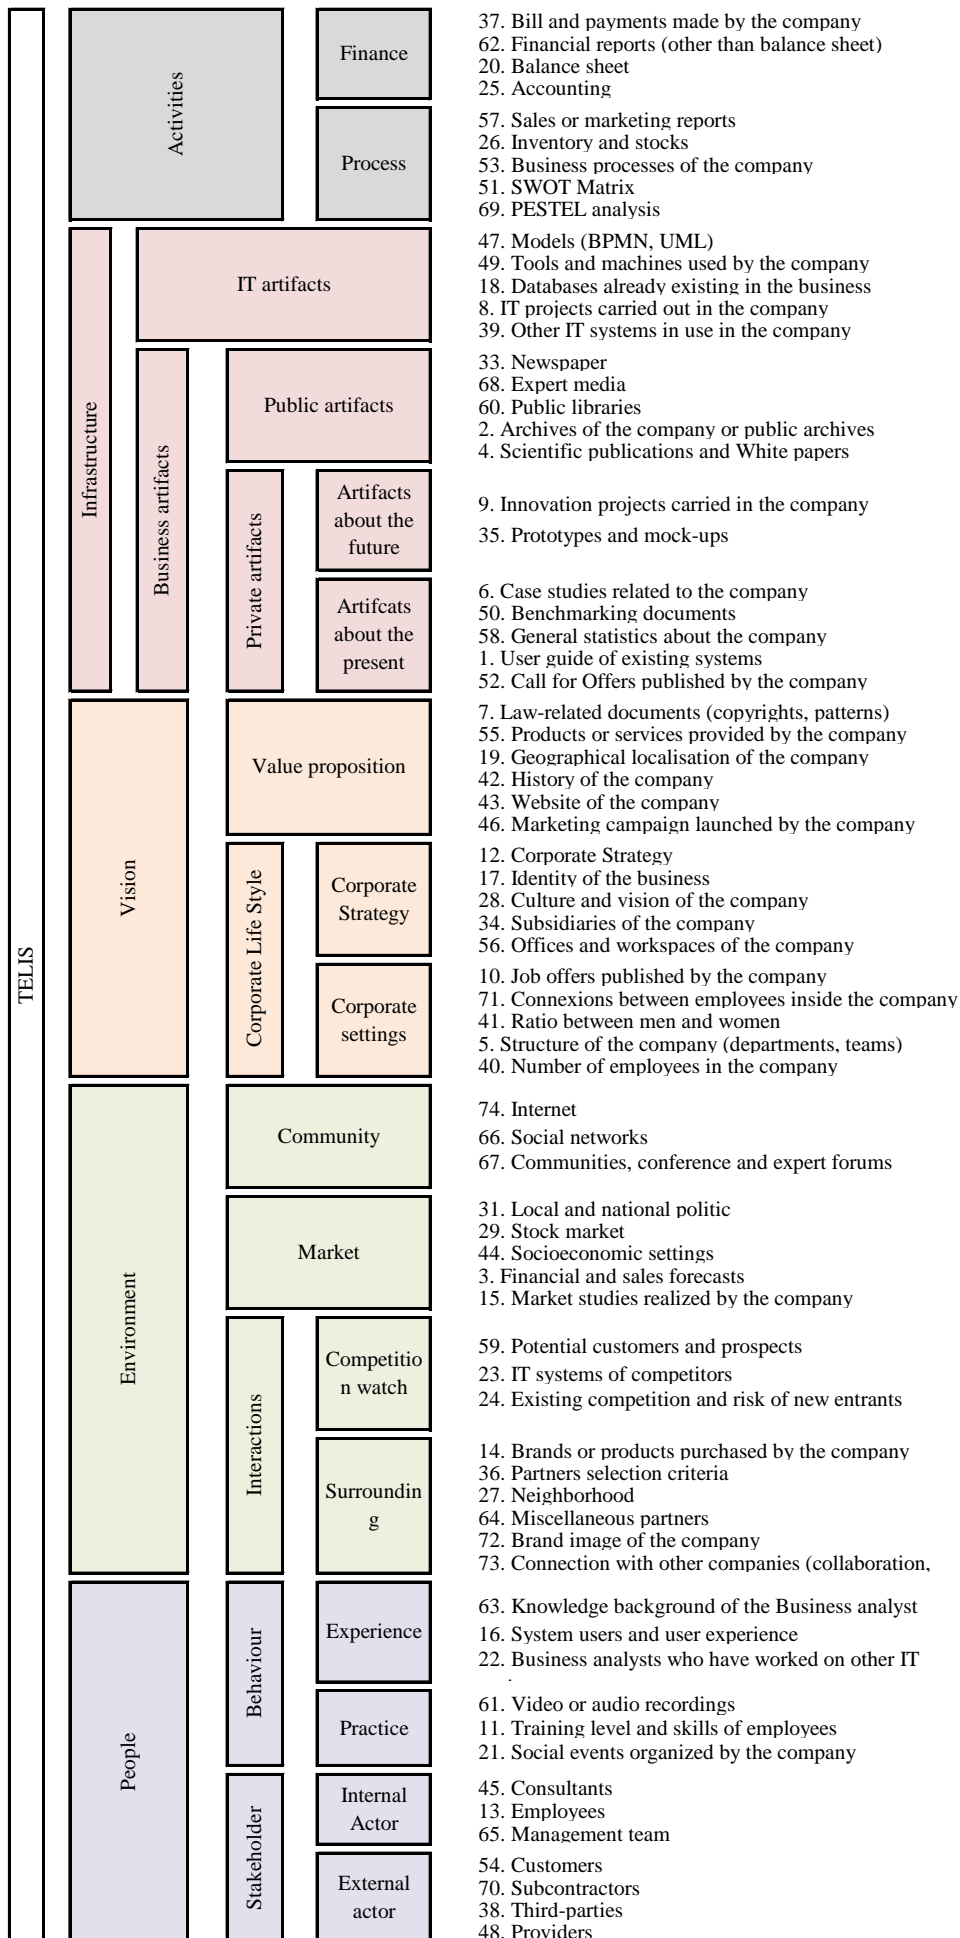 TELIS
Activities
Finance
37. Bill and payments made by the company
62. Financial reports (other than balance sheet)
20. Balance sheet
25. Accounting
Process
57. Sales or marketing reports
26. Inventory and stocks
53. Business processes of the company
51. SWOT Matrix
69. PESTEL analysis
Infrastructure
IT artifacts
47. Models (BPMN, UML)
49. Tools and machines used by the company
18. Databases already existing in the business
8. IT projects carried out in the company
39. Other IT systems in use in the company
Business artifacts
Public artifacts
33. Newspaper
68. Expert media
60. Public libraries
2. Archives of the company or public archives
4. Scientific publications and White papers
Private artifacts
Artifacts
about the
future
9. Innovation projects carried in the company
35. Prototypes and mock-ups
Artifcats
about the
present
6. Case studies related to the company
50. Benchmarking documents
58. General statistics about the company
1. User guide of existing systems
52. Call for Offers published by the company
Vision
Value proposition
7. Law-related documents (copyrights, patterns)
55. Products or services provided by the company
19. Geographical localisation of the company
42. History of the company
43. Website of the company
46. Marketing campaign launched by the company
Corporate Life Style
Corporate
Strategy
12. Corporate Strategy
17. Identity of the business
28. Culture and vision of the company
34. Subsidiaries of the company
56. Offices and workspaces of the company
Corporate
settings
10. Job offers published by the company
71. Connexions between employees inside the company
41. Ratio between men and women
5. Structure of the company (departments, teams)
40. Number of employees in the company
Environment
Community
74. Internet
66. Social networks
67. Communities, conference and expert forums
Market
31. Local and national politic
29. Stock market
44. Socioeconomic settings
3. Financial and sales forecasts
15. Market studies realized by the company
Interactions
Competitio
n watch
59. Potential customers and prospects
23. IT systems of competitors
24. Existing competition and risk of new entrants
Surroundin
g
14. Brands or products purchased by the company
36. Partners selection criteria
27. Neighborhood
64. Miscellaneous partners
72. Brand image of the company
73. Connection with other companies (collaboration,
People
Behaviour
Experience
63. Knowledge background of the Business analyst
16. System users and user experience
22. Business analysts who have worked on other IT
Practice
61. Video or audio recordings
11. Training level and skills of employees
21. Social events organized by the company
Stakeholder
Internal
Actor
45. Consultants
13. Employees
65. Management team
External
actor
54. Customers
70. Subcontractors
38. Third-parties
48. Providers